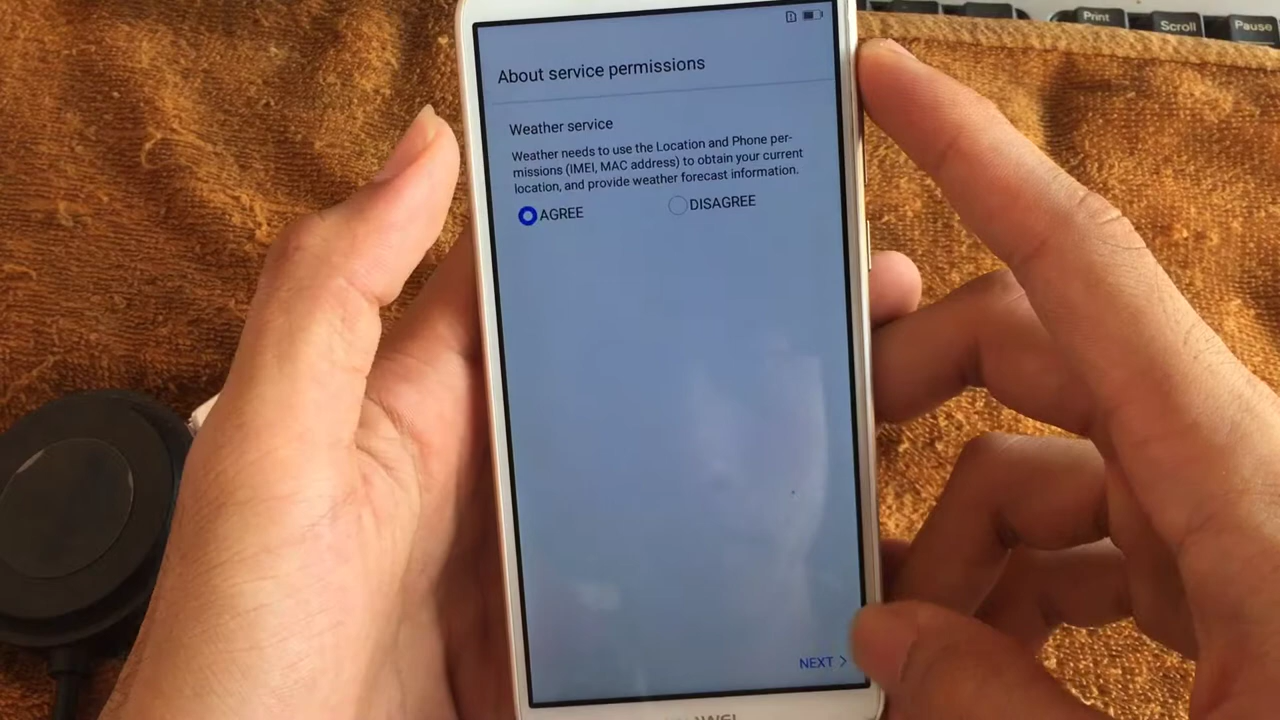 Print
Scroll
Pause
About service permissions
Weather service
Weather needs to use the Location and Phone per-
missions (IMEI, MAC address) to obtain your current
location, and provide weather forecast information.
AGREE
DISAGREE
NEXT